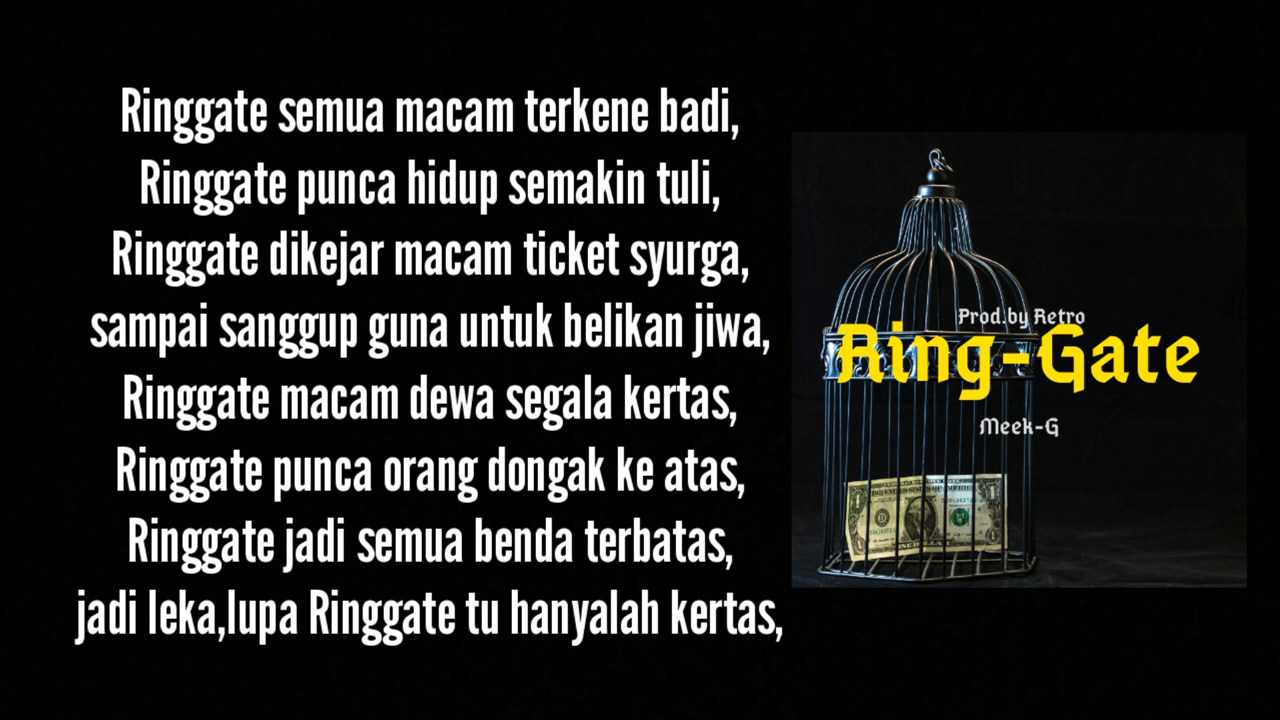 Ringgate semua macam terkene badi,
Ringgate punca hidup semakin tuli,
Ringgate dikejar macam ticket syurga,
sampai sanggup guna untuk belikan jiwa,
Ringgate macam dewa segala kertas,
Ringgate punca orang dongak ke atas,
Ringgate jadi semua benda terbatas,
jadi leka,lupa Ringgate tu hanyalah kertas,
Prod.by Retro
Ring-Gate
Meek-G